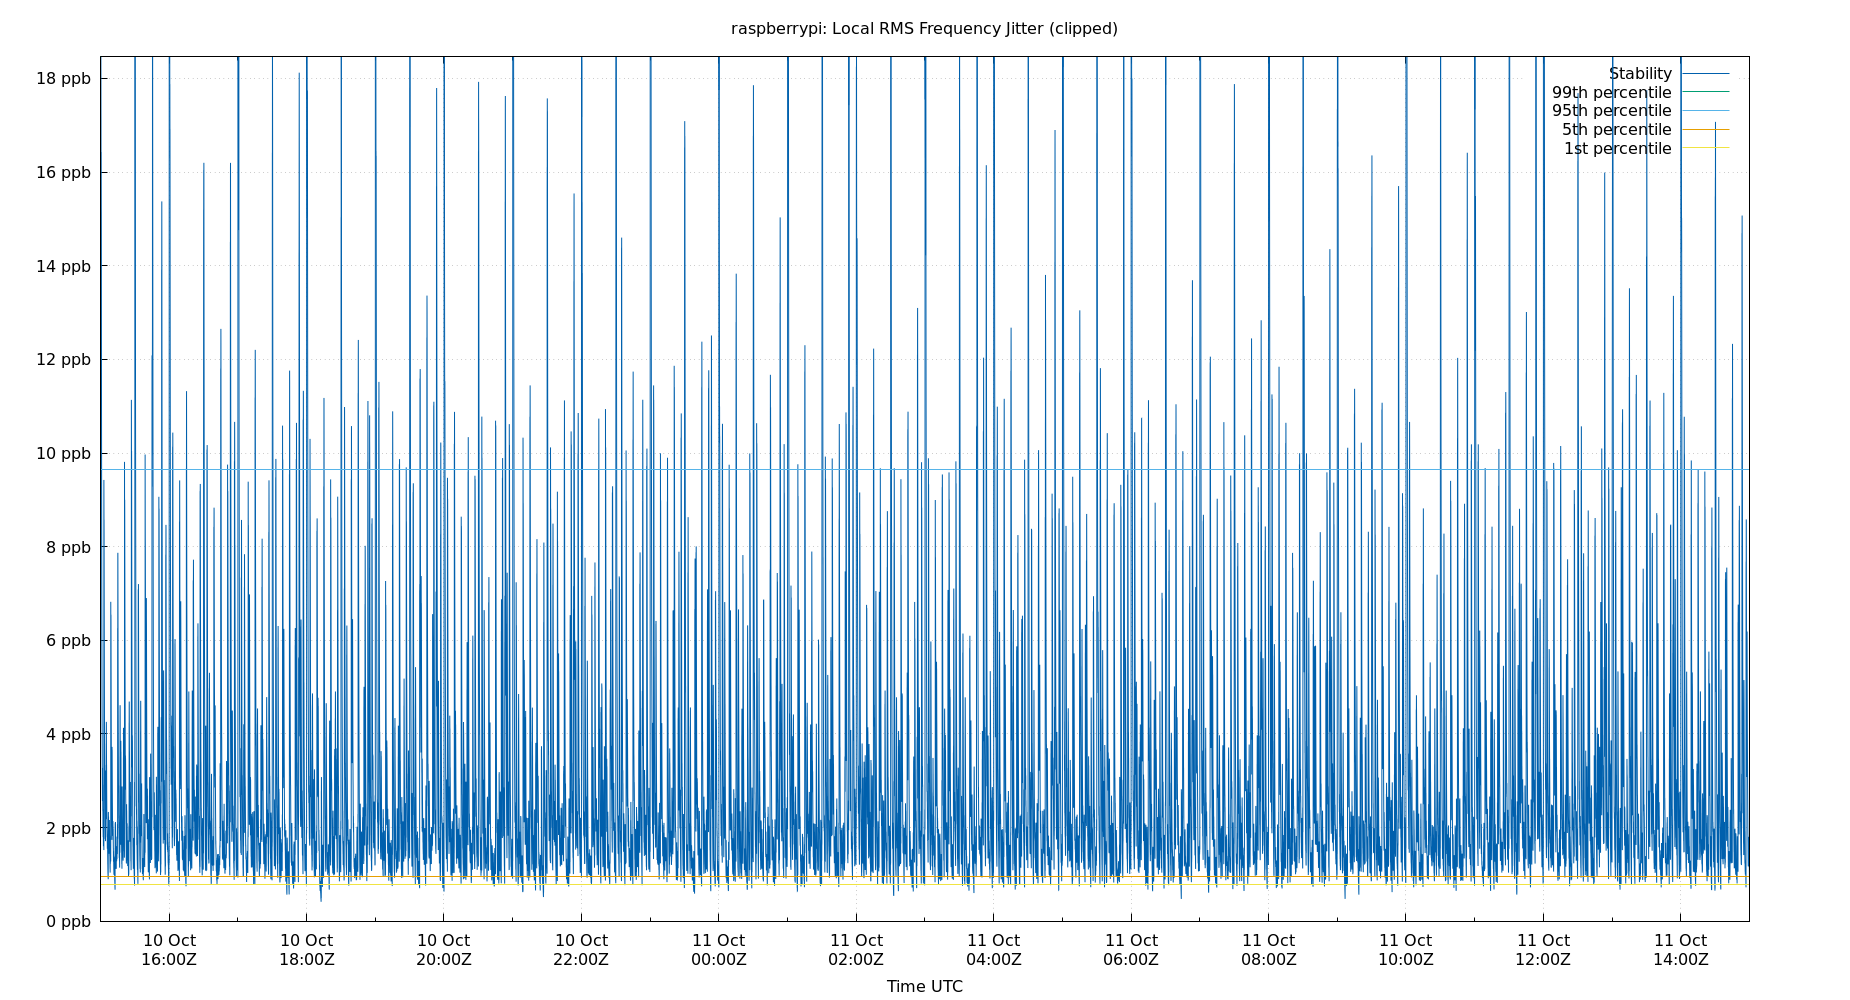 raspberrypi: Local RMS Frequency Jitter (clipped)
18 ppb
16 ppb
14 ppb
12 ppb
10 ppb
8 ppb
6 ppb
4 ppb
2 ppb
0 ppb
Stability
99th percentile
95th percentile
5th percentile
1st percentile
10 Oct 10 Oct 10 Oct 10 Oct 11 Oct 11 Oct 11 Oct 11 Oct 11 Oct 11 Oct 11 Oct 11 Oct
16:00Z 18:00Z 20:00Z 22:00Z 00:00Z 02:00Z 04:00Z 06:00Z 08:00Z 10:00Z 12:00Z 14:00Z
Time UTC